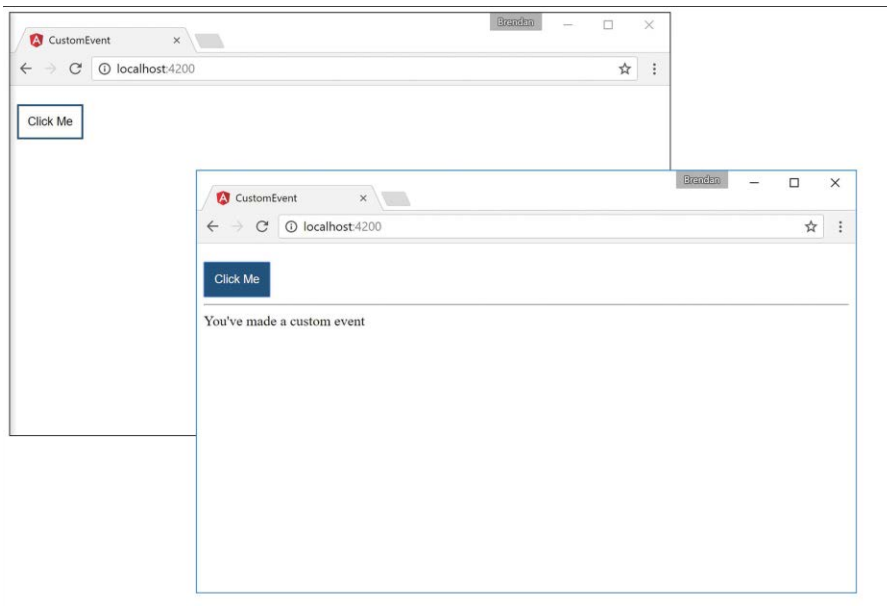 Brendan
CustomEvent
localhost:4200
Click Me
Brendan
CustomEvent
localhost:4200
Click Me
You've made a custom event